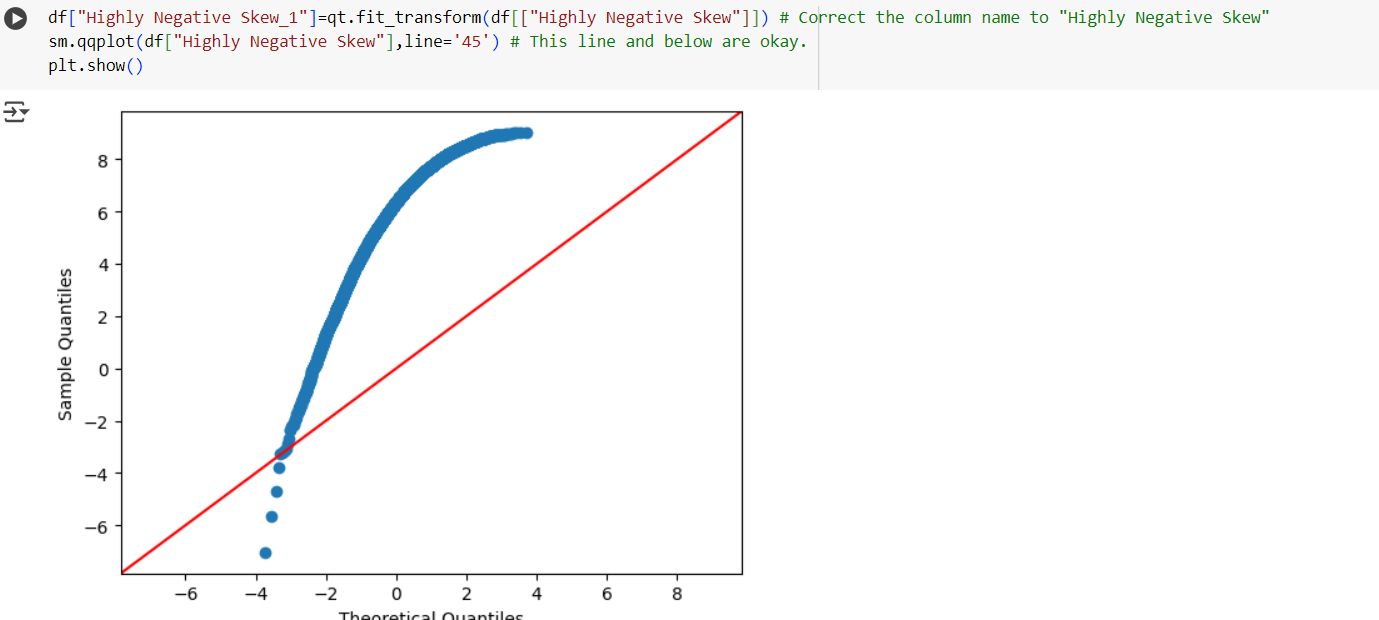 df["Highly Negative Skew_1"]=qt.fit_transform(df[["Highly Negative Skew"]]) # Correct the column name to "Highly Negative Skew"
sm.qqplot(df["Highly Negative Skew"],line='45') # This line and below are okay.
plt.show()
8
6
4
2
0
−2
−4
−6
Sample Quantiles
−6 −4 −2 0 2 4 6 8
Theoretical Quantiles